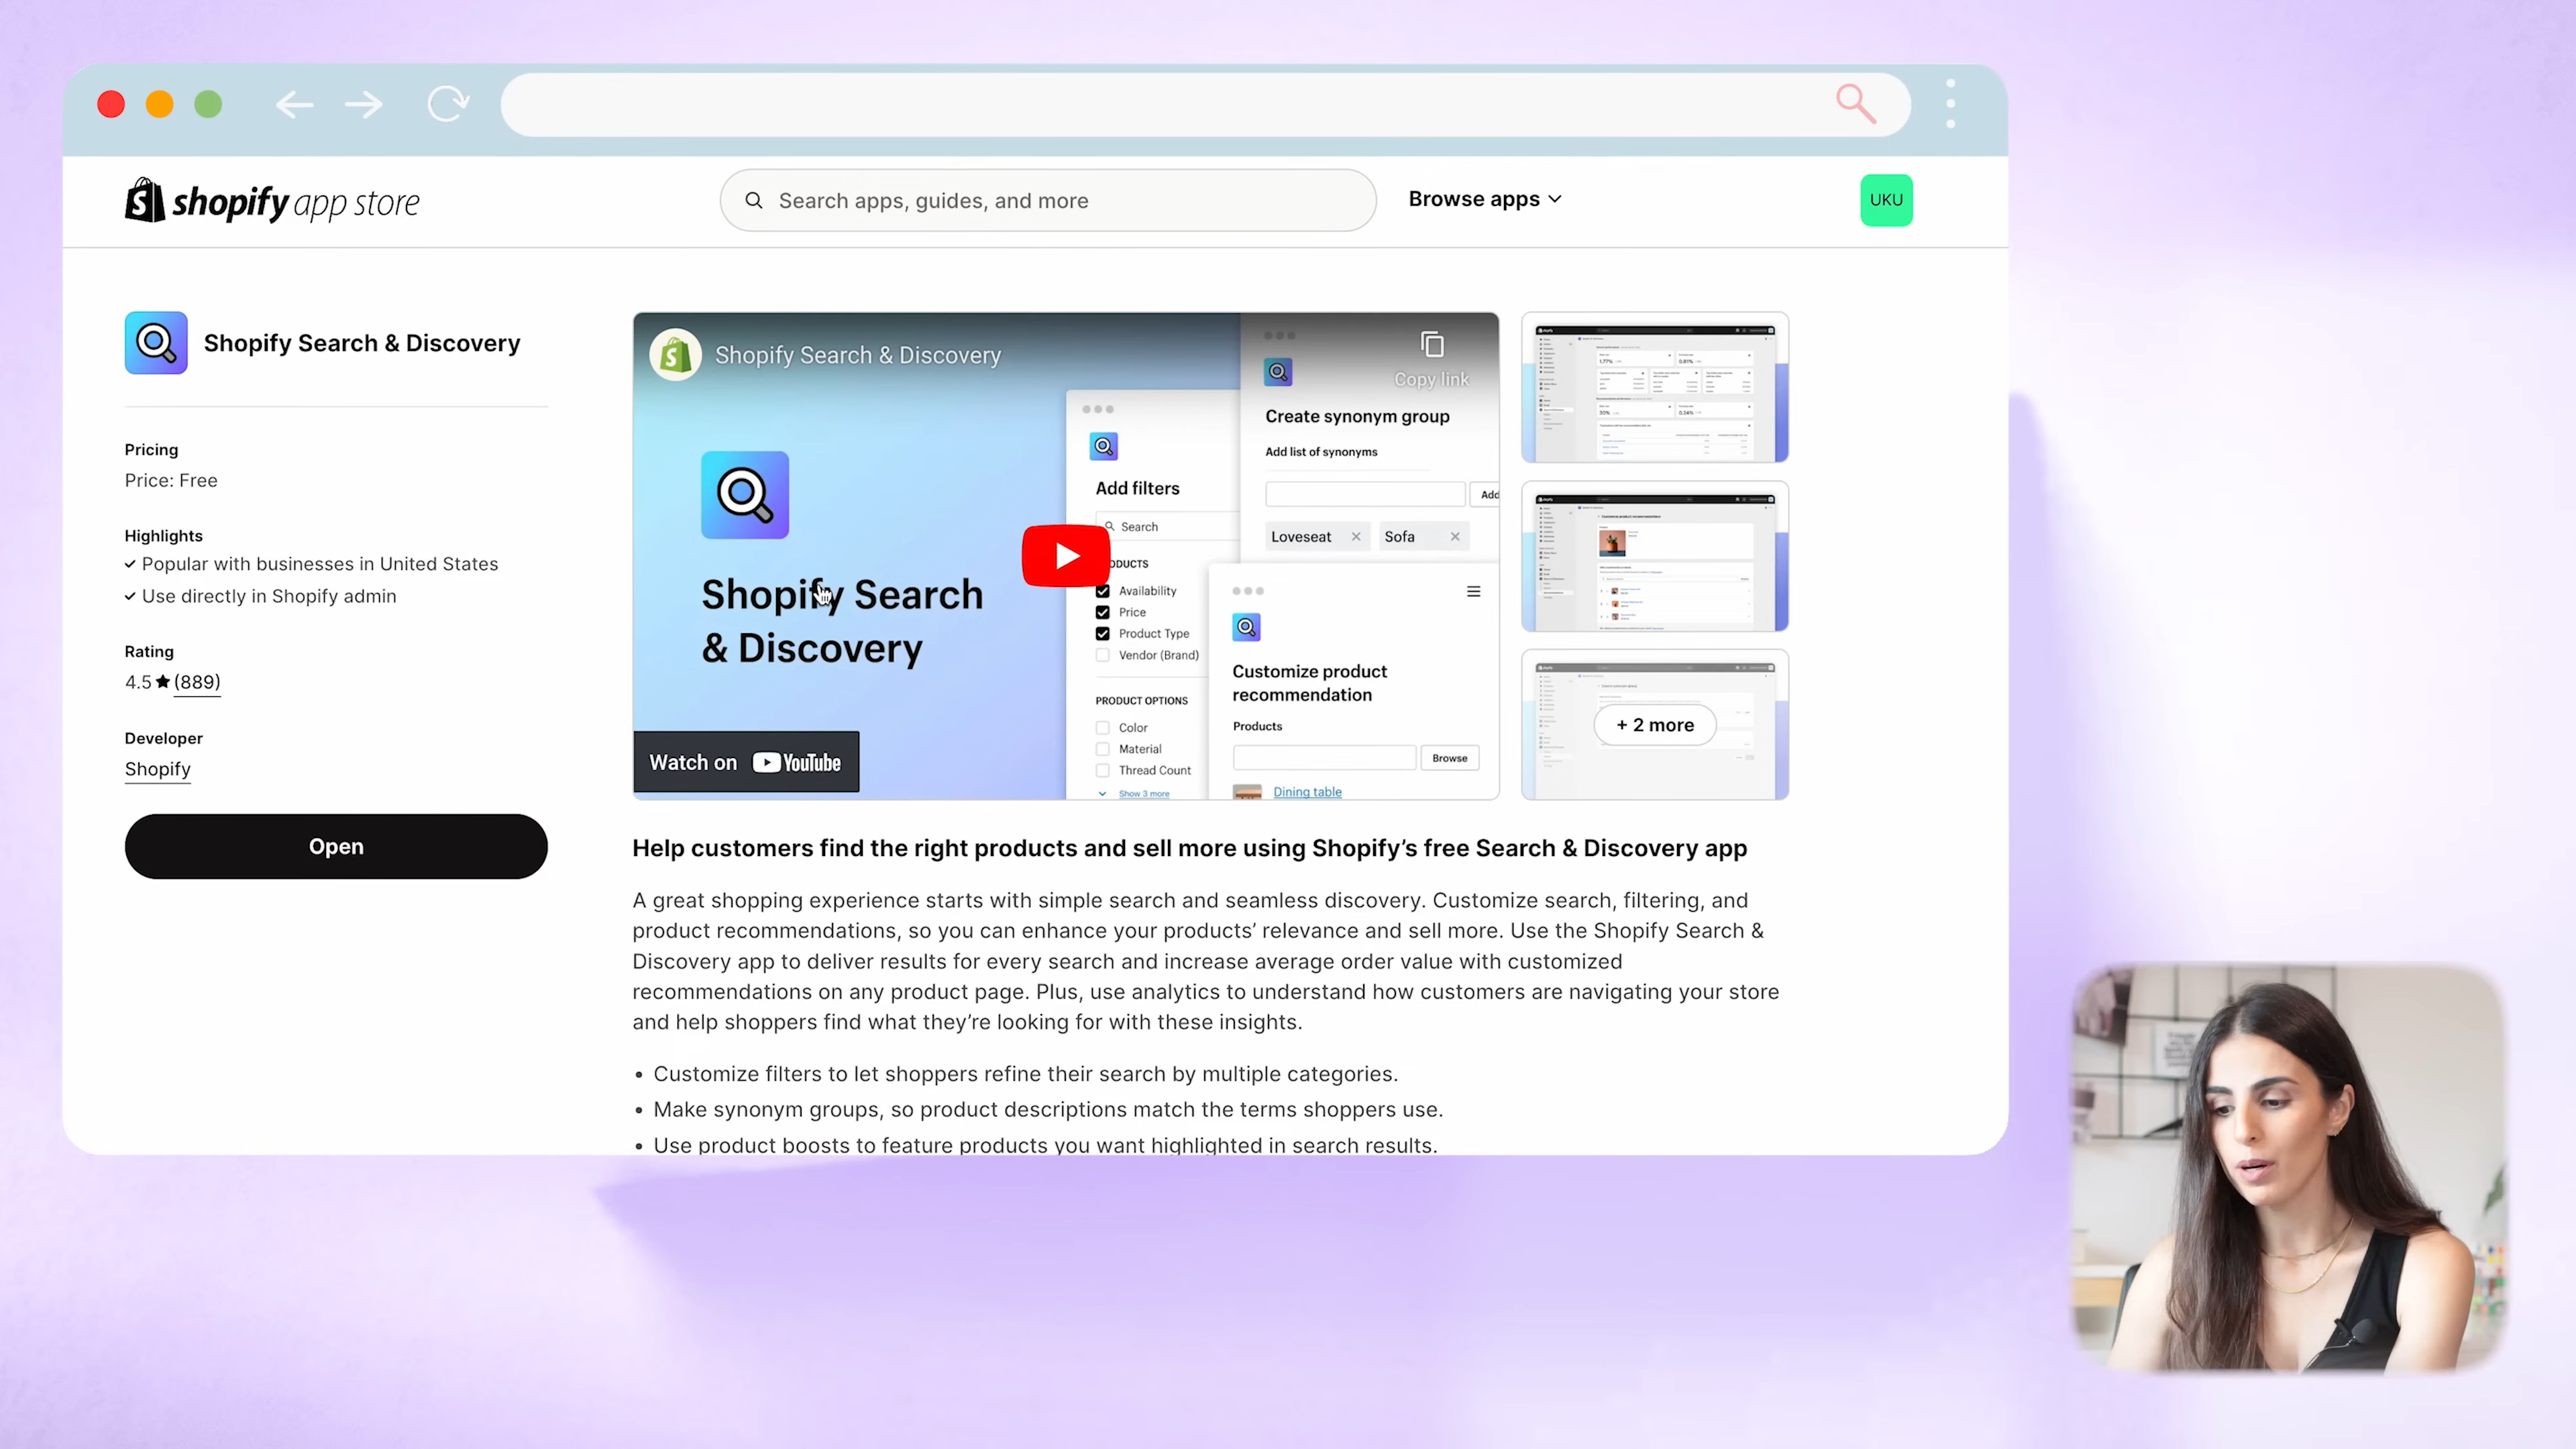 shopify app store
Search apps, guides, and more
Browse apps
UKU
Shopify Search & Discovery
Pricing
Price: Free
Highlights
Popular with businesses in United States
Use directly in Shopify admin
Rating
4.5 ★ (889)
Developer
Shopify
Open
Shopify Search & Discovery
Copy link
Shopify Search
& Discovery
Watch on YouTube
Add filters
Search
Availability
Price
Product Type
Vendor (Brand)
PRODUCT OPTIONS
Color
Material
Thread Count
Show 3 more
Create synonym group
Add list of synonyms
Add
Loveseat
Sofa
Customize product
recommendation
Products
Browse
Dining table
+ 2 more
Help customers find the right products and sell more using Shopify’s free Search & Discovery app
A great shopping experience starts with simple search and seamless discovery. Customize search, filtering, and
product recommendations, so you can enhance your products’ relevance and sell more. Use the Shopify Search &
Discovery app to deliver results for every search and increase average order value with customized
recommendations on any product page. Plus, use analytics to understand how customers are navigating your store
and help shoppers find what they’re looking for with these insights.
• Customize filters to let shoppers refine their search by multiple categories.
• Make synonym groups, so product descriptions match the terms shoppers use.
• Use product boosts to feature products you want highlighted in search results.